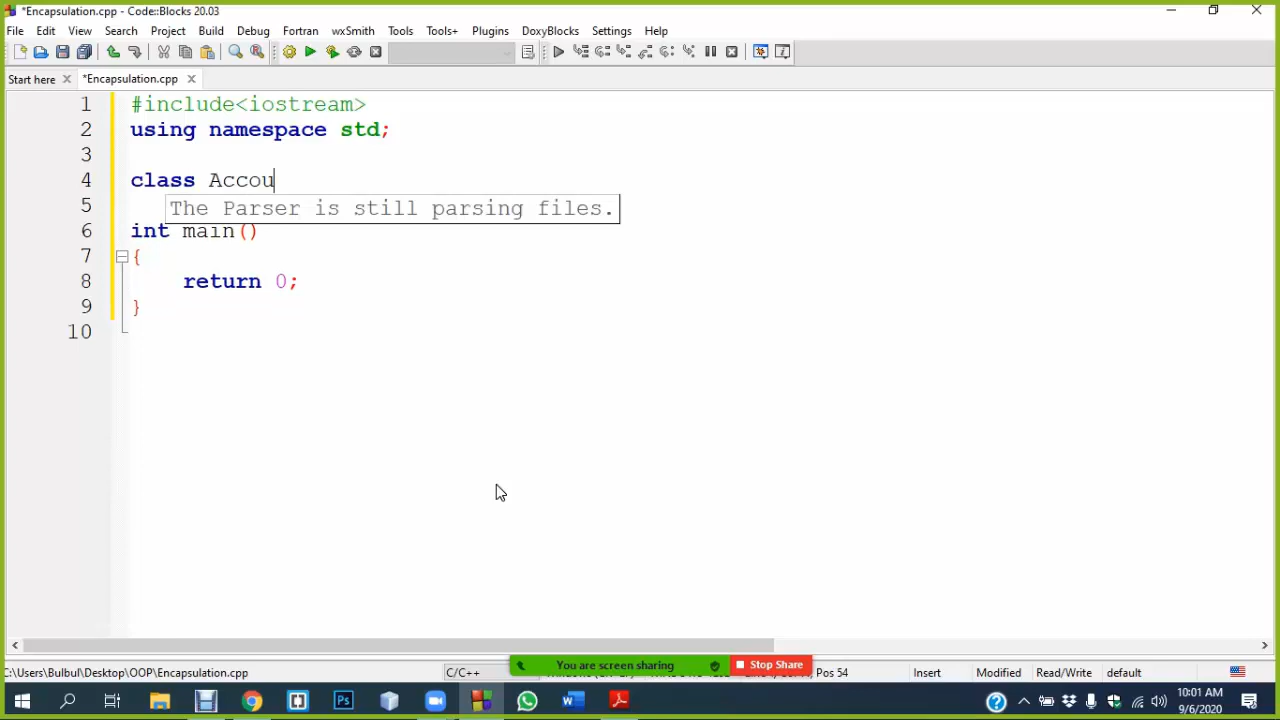 *Encapsulation.cpp - Code::Blocks 20.03
File Edit View Search Project Build Debug Fortran wxSmith Tools Tools+ Plugins DoxyBlocks Settings Help
Start here *Encapsulation.cpp
1 #include<iostream>
2 using namespace std;
3
4 class Accou
5 The Parser is still parsing files.
6 int main()
7 {
8 return 0;
9 }
10
You are screen sharing Stop Share
C:\Users\Bulbul\Desktop\OOP\Encapsulation.cpp C/C++ Pos 54 Insert Modified Read/Write default
10:01 AM
9/6/2020